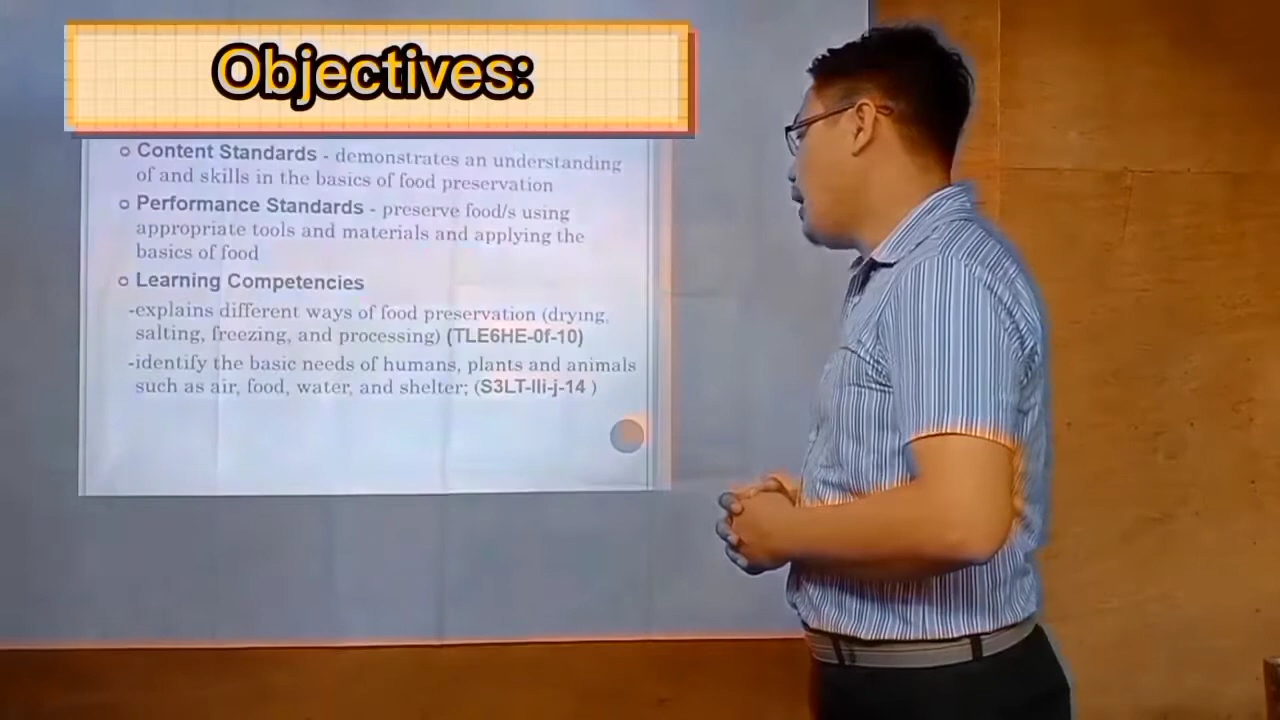 Objectives:
Content Standards - demonstrates an understanding
of and skills in the basics of food preservation
Performance Standards - preserve food/s using
appropriate tools and materials and applying the
basics of food
Learning Competencies
-explains different ways of food preservation (drying,
salting, freezing, and processing) (TLE6HE-0f-10)
-identify the basic needs of humans, plants and animals
such as air, food, water, and shelter; (S3LT-IIi-j-14 )